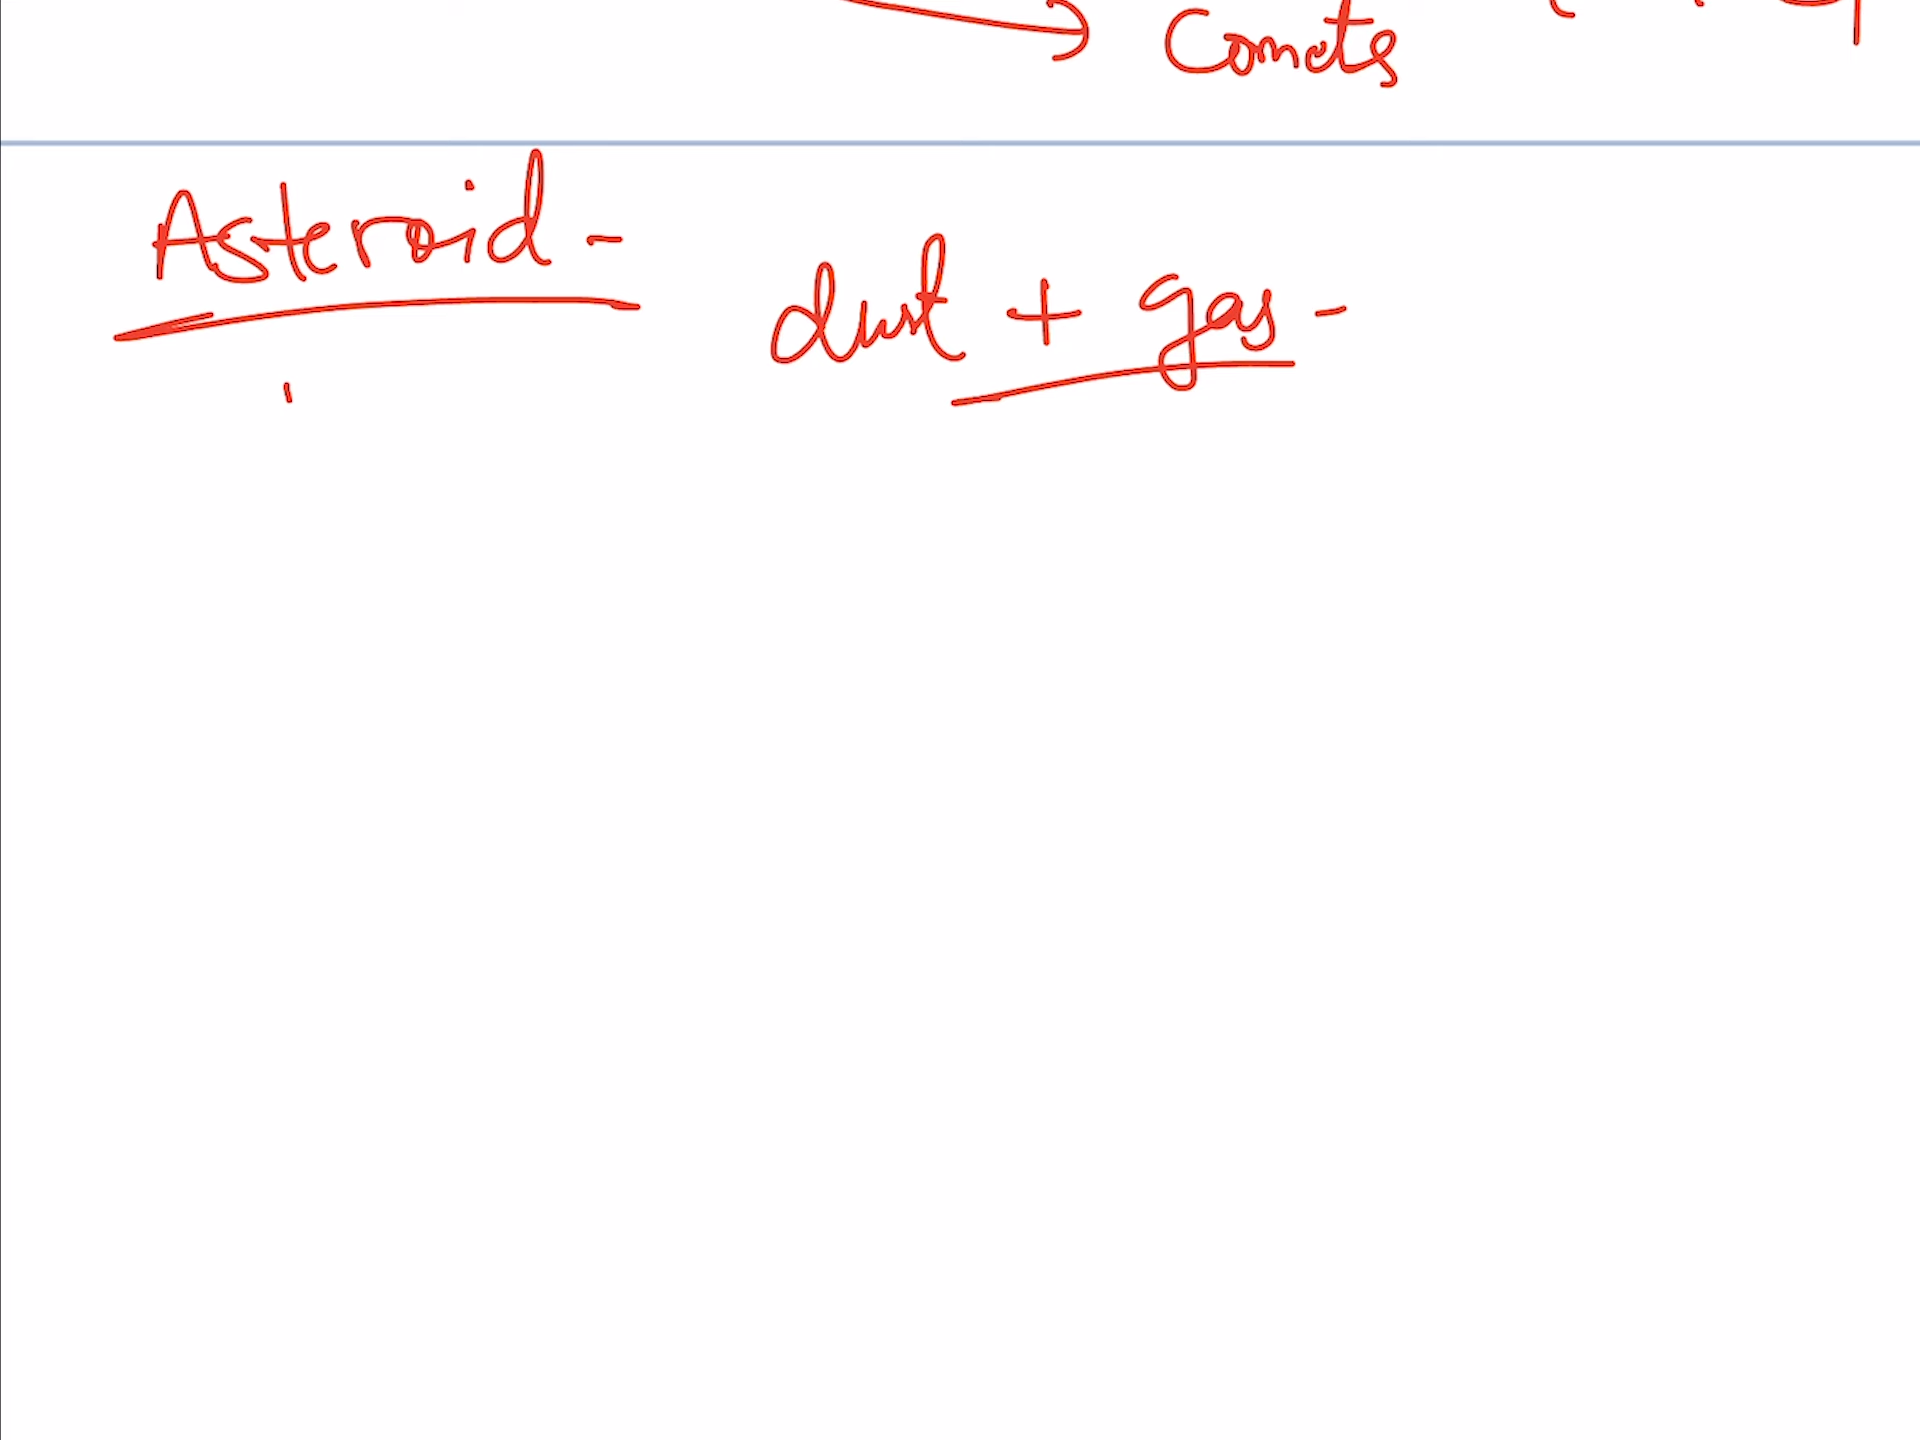 Comets
Asteroid -
dust + gas -